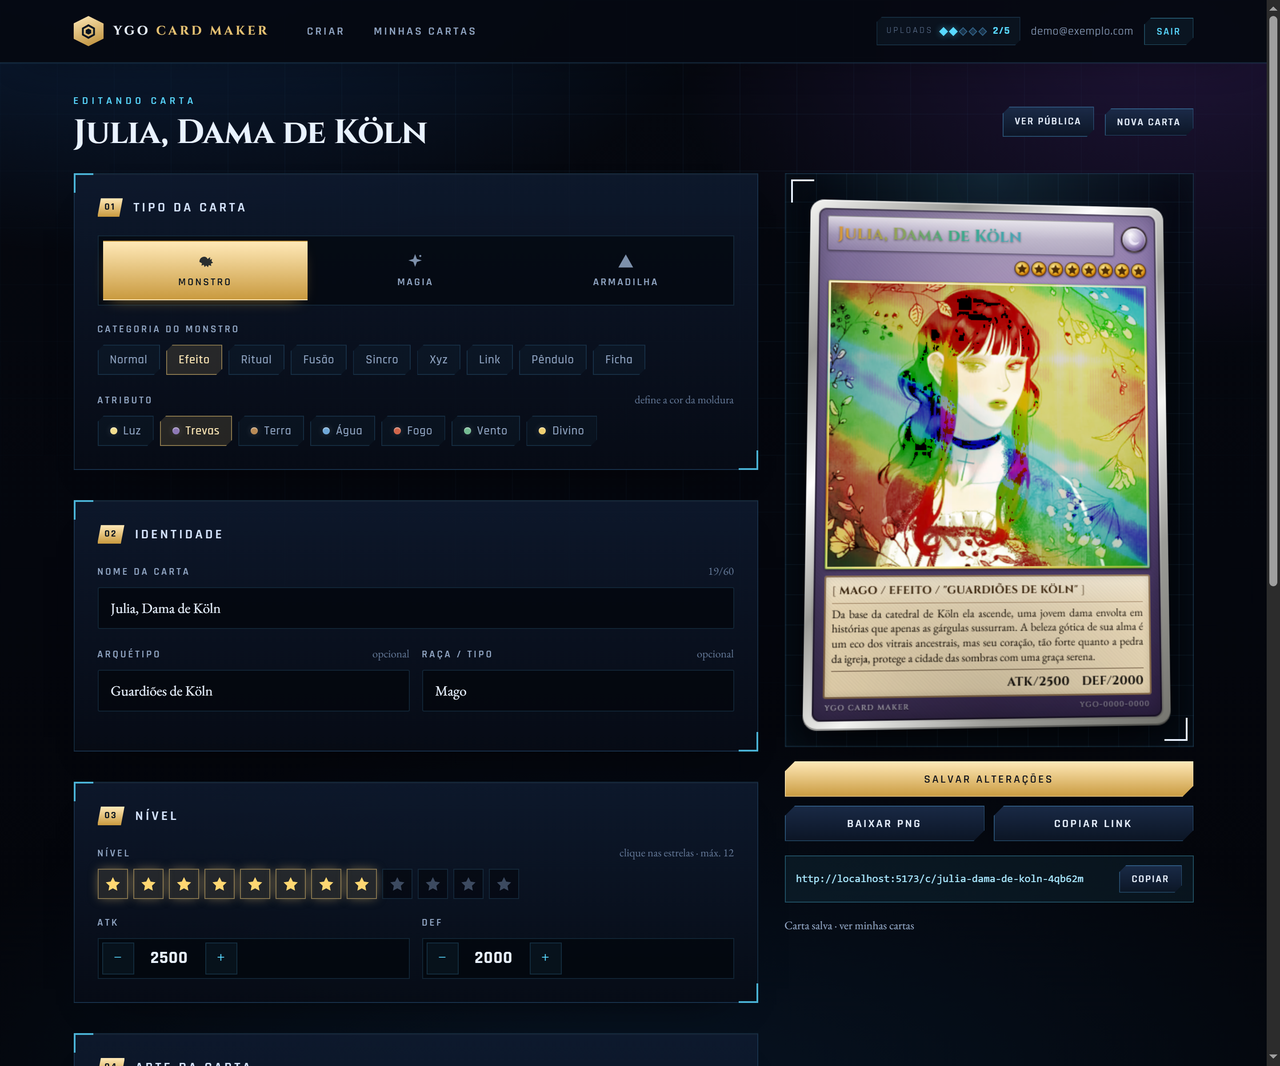 YGO CARD MAKER
CRIAR
MINHAS CARTAS
UPLOADS 2/5
demo@exemplo.com
SAIR
EDITANDO CARTA
Julia, Dama de Köln
VER PÚBLICA
NOVA CARTA
01 TIPO DA CARTA
MONSTRO
MAGIA
ARMADILHA
CATEGORIA DO MONSTRO
Normal
Efeito
Ritual
Fusão
Sincro
Xyz
Link
Pêndulo
Ficha
ATRIBUTO
define a cor da moldura
Luz
Trevas
Terra
Água
Fogo
Vento
Divino
02 IDENTIDADE
NOME DA CARTA
19/60
Julia, Dama de Köln
ARQUÉTIPO
opcional
RAÇA / TIPO
opcional
Guardiões de Köln
Mago
03 NÍVEL
NÍVEL
clique nas estrelas · máx. 12
ATK
DEF
− 2500 +
− 2000 +
04 ARTE DA CARTA
Julia, Dama de Köln
[ MAGO / EFEITO / "GUARDIÕES DE KÖLN" ]
Da base da catedral de Köln ela ascende, uma jovem dama envolta em
histórias que apenas as gárgulas sussurram. A beleza gótica de sua alma é
um eco dos vitrais ancestrais, mas seu coração, tão forte quanto a pedra
da igreja, protege a cidade das sombras com uma graça serena.
ATK/2500 DEF/2000
YGO CARD MAKER
YGO-0000-0000
SALVAR ALTERAÇÕES
BAIXAR PNG
COPIAR LINK
http://localhost:5173/c/julia-dama-de-koln-4qb62m
COPIAR
Carta salva · ver minhas cartas